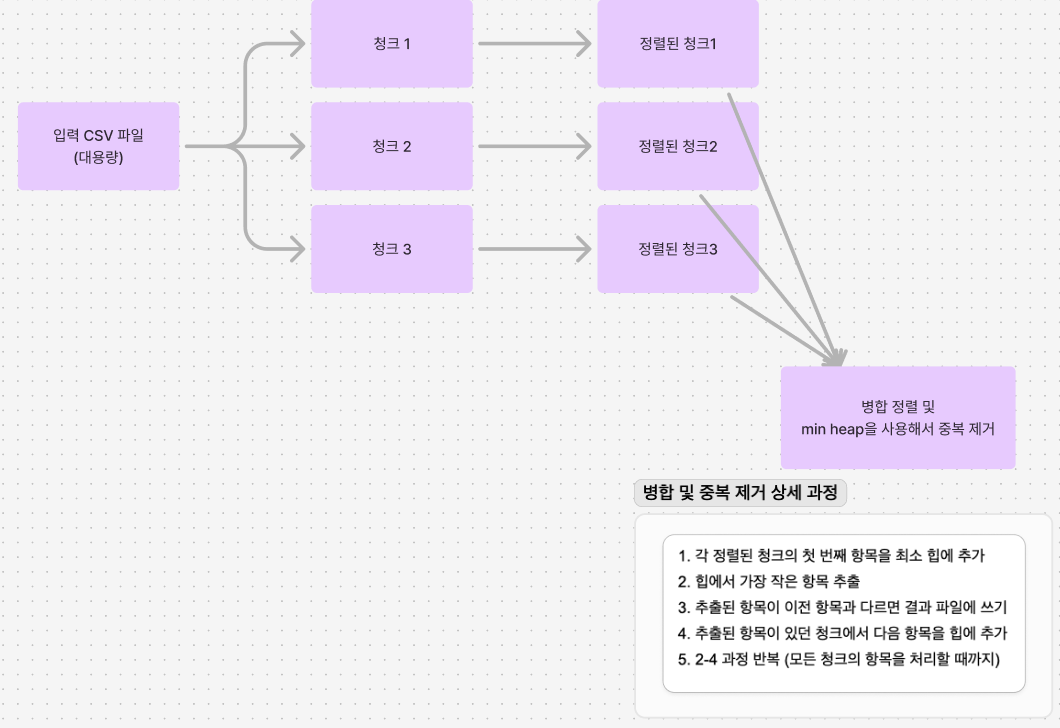 청크 1
정렬된 청크1
입력 CSV 파일
(대용량)
청크 2
정렬된 청크2
청크 3
정렬된 청크3
병합 정렬 및
min heap을 사용해서 중복 제거
병합 및 중복 제거 상세 과정
1. 각 정렬된 청크의 첫 번째 항목을 최소 힙에 추가
2. 힙에서 가장 작은 항목 추출
3. 추출된 항목이 이전 항목과 다르면 결과 파일에 쓰기
4. 추출된 항목이 있던 청크에서 다음 항목을 힙에 추가
5. 2-4 과정 반복 (모든 청크의 항목을 처리할 때까지)